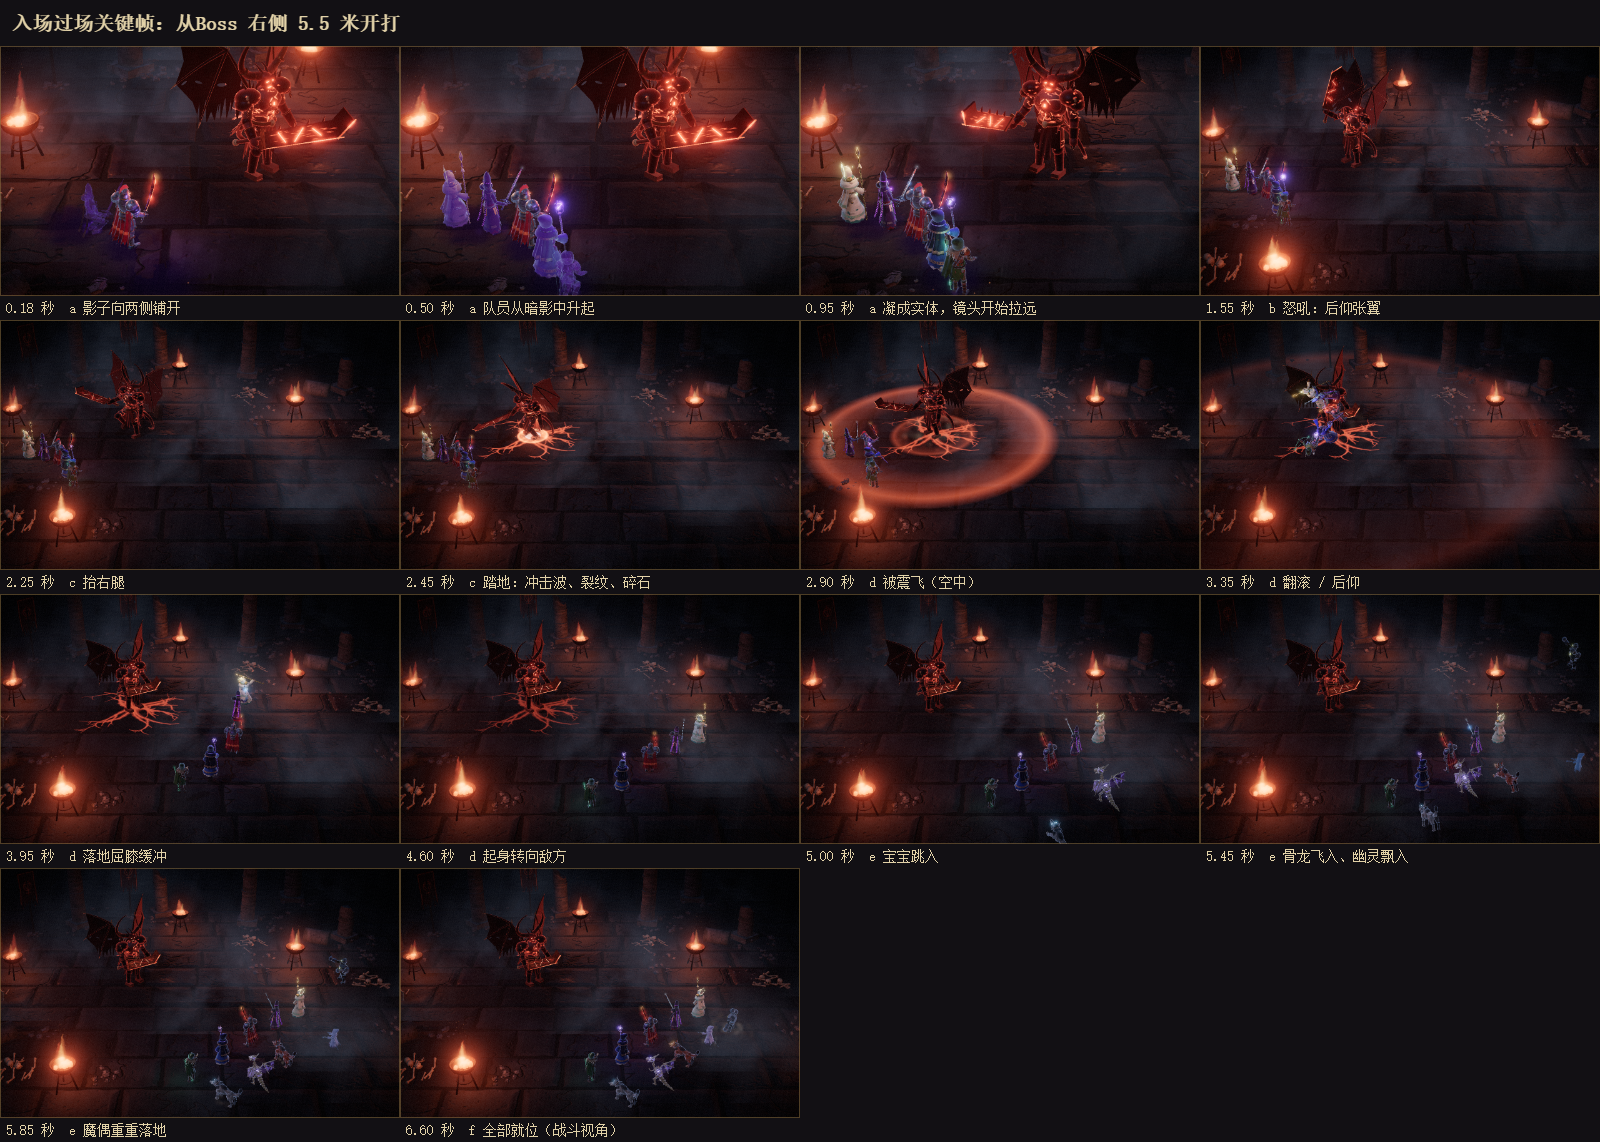 入场过场关键帧：从Boss 右侧 5.5 米开打
0.18 秒 a 影子向两侧铺开
0.50 秒 a 队员从暗影中升起
0.95 秒 a 凝成实体，镜头开始拉远
1.55 秒 b 怒吼：后仰张翼
2.25 秒 c 抬右腿
2.45 秒 c 踏地：冲击波、裂纹、碎石
2.90 秒 d 被震飞（空中）
3.35 秒 d 翻滚 / 后仰
3.95 秒 d 落地屈膝缓冲
4.60 秒 d 起身转向敌方
5.00 秒 e 宝宝跳入
5.45 秒 e 骨龙飞入、幽灵飘入
5.85 秒 e 魔偶重重落地
6.60 秒 f 全部就位（战斗视角）